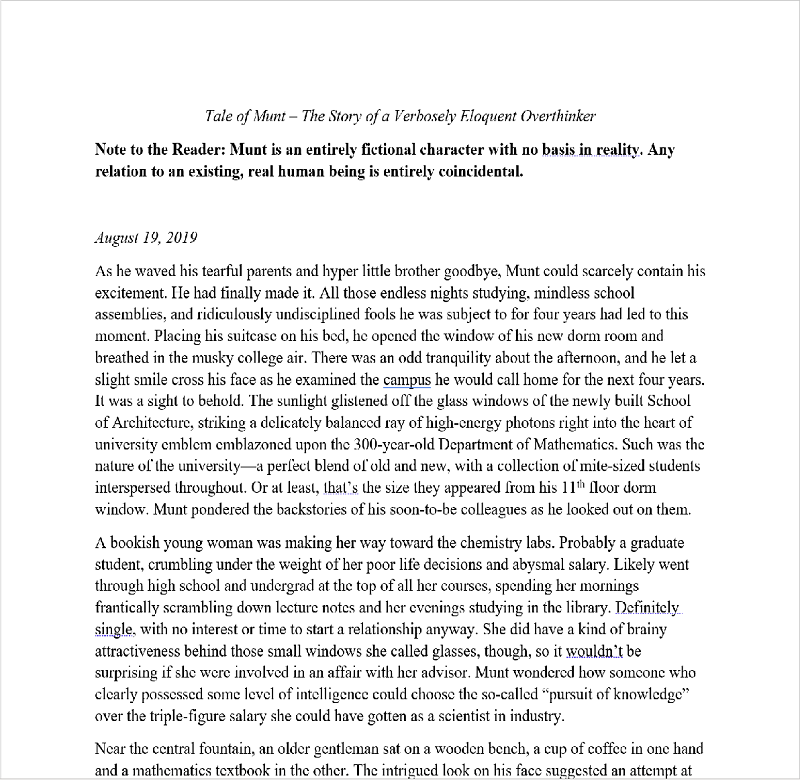 Tale of Munt – The Story of a Verbosely Eloquent Overthinker
Note to the Reader: Munt is an entirely fictional character with no basis in reality. Any
relation to an existing, real human being is entirely coincidental.
August 19, 2019
As he waved his tearful parents and hyper little brother goodbye, Munt could scarcely contain his
excitement. He had finally made it. All those endless nights studying, mindless school
assemblies, and ridiculously undisciplined fools he was subject to for four years had led to this
moment. Placing his suitcase on his bed, he opened the window of his new dorm room and
breathed in the musky college air. There was an odd tranquility about the afternoon, and he let a
slight smile cross his face as he examined the campus he would call home for the next four years.
It was a sight to behold. The sunlight glistened off the glass windows of the newly built School
of Architecture, striking a delicately balanced ray of high-energy photons right into the heart of
university emblem emblazoned upon the 300-year-old Department of Mathematics. Such was the
nature of the university—a perfect blend of old and new, with a collection of mite-sized students
interspersed throughout. Or at least, that's the size they appeared from his 11th floor dorm
window. Munt pondered the backstories of his soon-to-be colleagues as he looked out on them.
A bookish young woman was making her way toward the chemistry labs. Probably a graduate
student, crumbling under the weight of her poor life decisions and abysmal salary. Likely went
through high school and undergrad at the top of all her courses, spending her mornings
frantically scrambling down lecture notes and her evenings studying in the library. Definitely
single, with no interest or time to start a relationship anyway. She did have a kind of brainy
attractiveness behind those small windows she called glasses, though, so it wouldn't be
surprising if she were involved in an affair with her advisor. Munt wondered how someone who
clearly possessed some level of intelligence could choose the so-called “pursuit of knowledge”
over the triple-figure salary she could have gotten as a scientist in industry.
Near the central fountain, an older gentleman sat on a wooden bench, a cup of coffee in one hand
and a mathematics textbook in the other. The intrigued look on his face suggested an attempt at